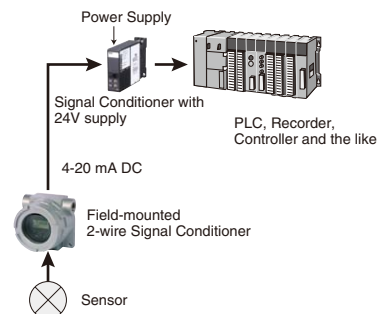 Power Supply
Signal Conditioner with
24V supply
PLC, Recorder,
Controller and the like
4-20 mA DC
Field-mounted
2-wire Signal Conditioner
Sensor